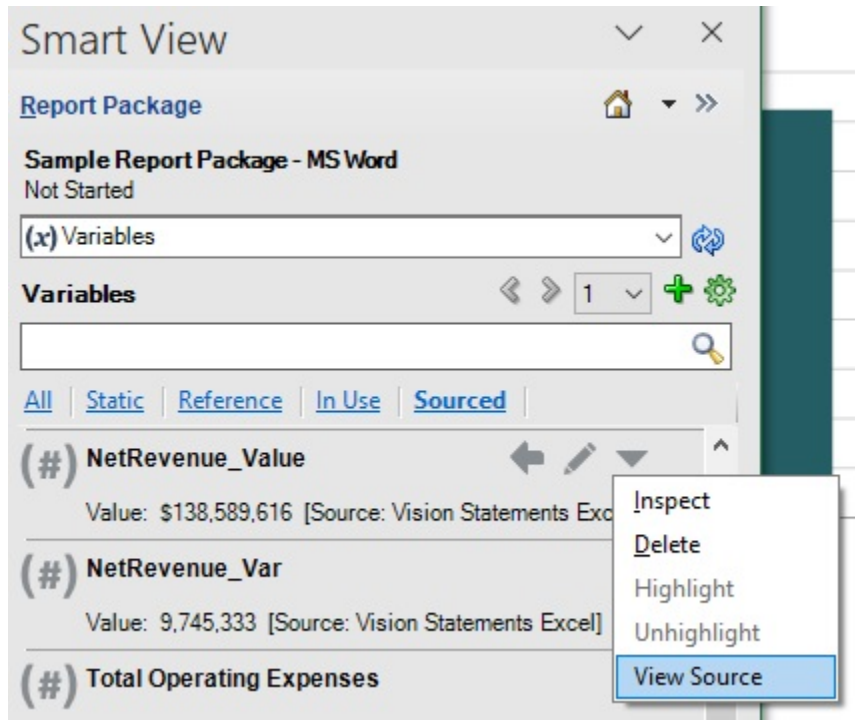 Smart View
Report Package
Sample Report Package - MS Word
Not Started
(x) Variables
Variables
1
All Static Reference In Use Sourced
(#) NetRevenue_Value
Value: $138,589,616 [Source: Vision Statements Exc
(#) NetRevenue_Var
Value: 9,745,333 [Source: Vision Statements Excel]
(#) Total Operating Expenses
Inspect
Delete
Highlight
Unhighlight
View Source